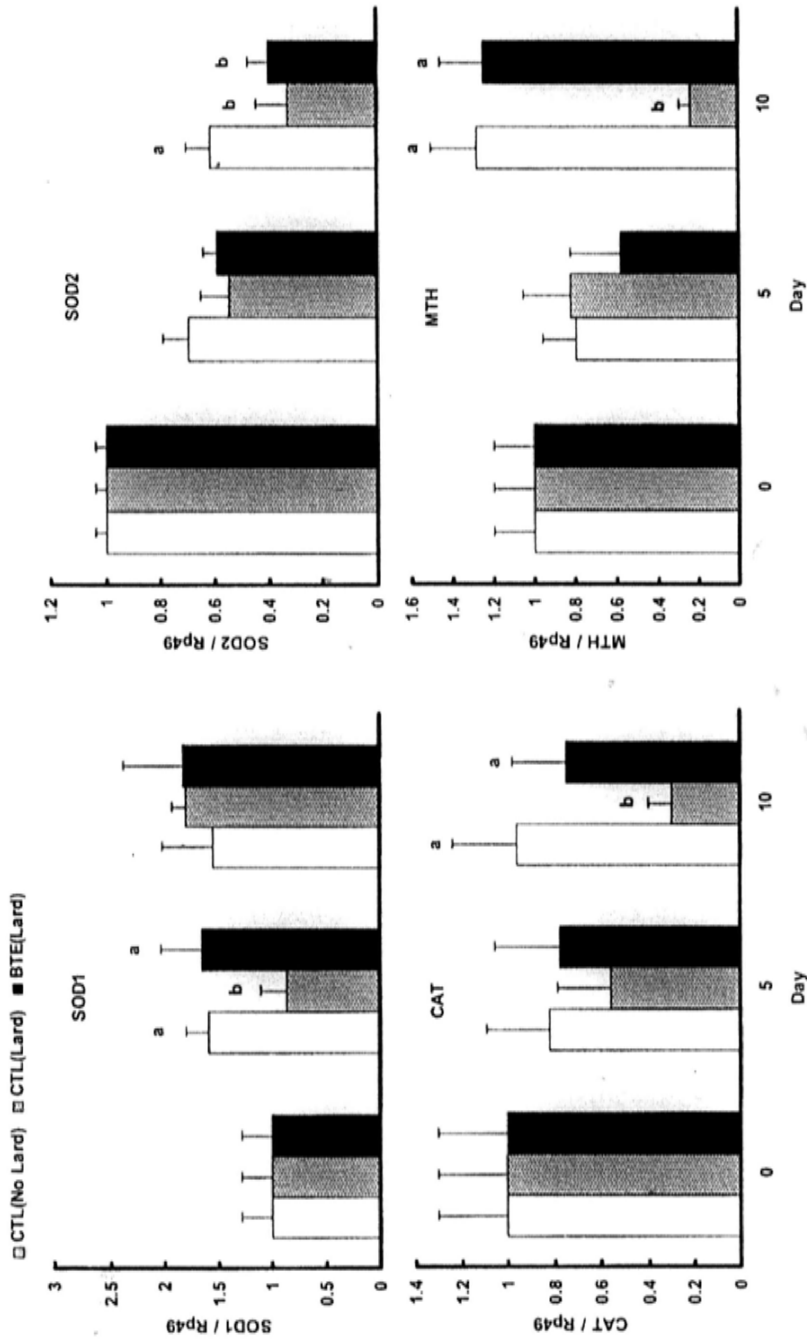 CTL(No Lard) CTL(Lard) BTE(Lard)
SOD1
SOD1 / Rp49
3
2.5
2
1.5
1
0.5
0
a
b
a
SOD2
SOD2 / Rp49
1.2
1
0.8
0.6
0.4
0.2
0
a
b
b
CAT
CAT / Rp49
1.4
1.2
1
0.8
0.6
0.4
0.2
0
a
b
a
0 5 10
Day
MTH
MTH / Rp49
1.6
1.4
1.2
1
0.8
0.6
0.4
0.2
0
a
b
a
0 5 10
Day